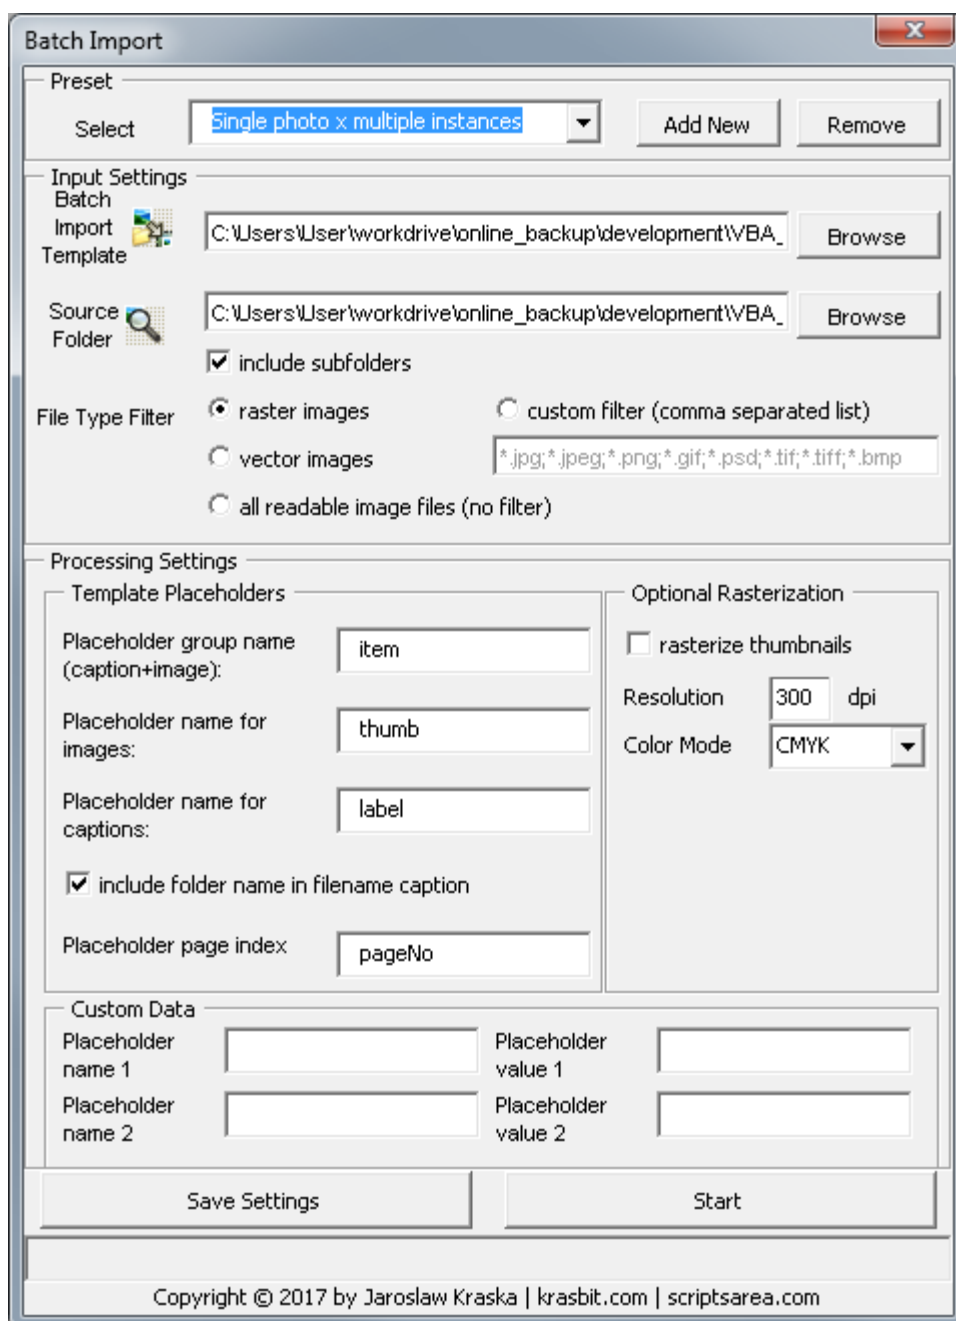 Batch Import
Preset
Select
Single photo x multiple instances
Add New
Remove
Input Settings
Batch
Import
Template
C:\Users\User\workdrive\online_backup\development\VBA_
Browse
Source
Folder
C:\Users\User\workdrive\online_backup\development\VBA_
Browse
include subfolders
File Type Filter
raster images
custom filter (comma separated list)
vector images
*.jpg;*.jpeg;*.png;*.gif;*.psd;*.tif;*.tiff;*.bmp
all readable image files (no filter)
Processing Settings
Template Placeholders
Placeholder group name
(caption+image):
item
Placeholder name for
images:
thumb
Placeholder name for
captions:
label
include folder name in filename caption
Placeholder page index
pageNo
Optional Rasterization
rasterize thumbnails
Resolution
300
dpi
Color Mode
CMYK
Custom Data
Placeholder
name 1
Placeholder
value 1
Placeholder
name 2
Placeholder
value 2
Save Settings
Start
Copyright © 2017 by Jaroslaw Kraska | krasbit.com | scriptsarea.com